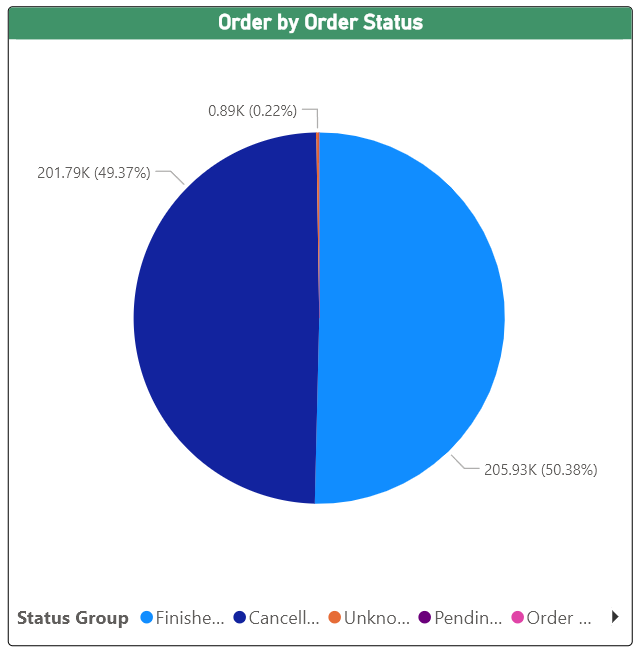 Order by Order Status
0.89K (0.22%)
201.79K (49.37%)
205.93K (50.38%)
Status Group Finishe... Cancell... Unkno... Pendin... Order ...